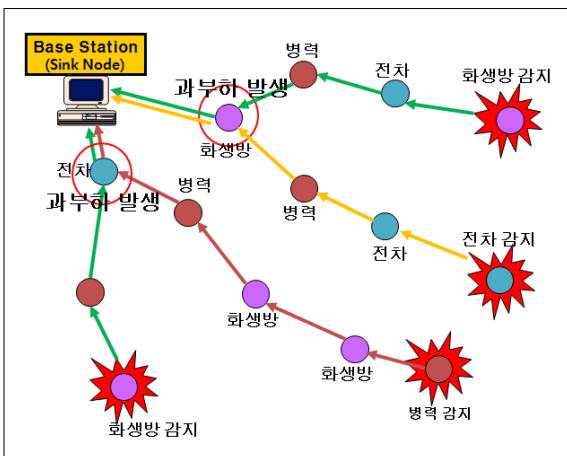 Base Station
(Sink Node)
병력
과부하 발생
전차
화생방 감지
화생방
전차
병력
과부하 발생
병력
전차
전차 감지
화생방
화생방
병력 감지
화생방 감지